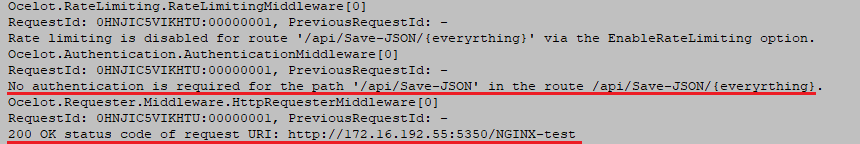 Ocelot.RateLimiting.RateLimitingMiddleware[0]
RequestId: 0HNJIC5VIKHTU:00000001, PreviousRequestId: -
Rate limiting is disabled for route '/api/Save-JSON/{everyrthing}' via the EnableRateLimiting option.
Ocelot.Authentication.AuthenticationMiddleware[0]
RequestId: 0HNJIC5VIKHTU:00000001, PreviousRequestId: -
No authentication is required for the path '/api/Save-JSON' in the route /api/Save-JSON/{everyrthing}.
Ocelot.Requester.Middleware.HttpRequesterMiddleware[0]
RequestId: 0HNJIC5VIKHTU:00000001, PreviousRequestId: -
200 OK status code of request URI: http://172.16.192.55:5350/NGINX-test